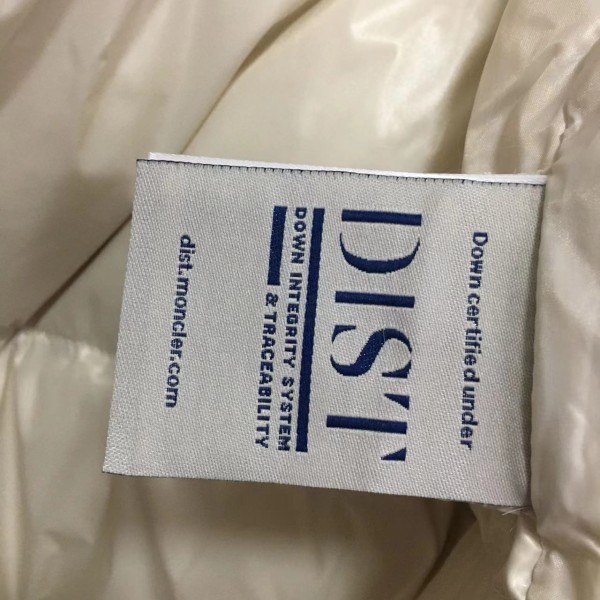 Down certified under
DIST
DOWN INTEGRITY SYSTEM
& TRACEABILITY
dist.moncler.com